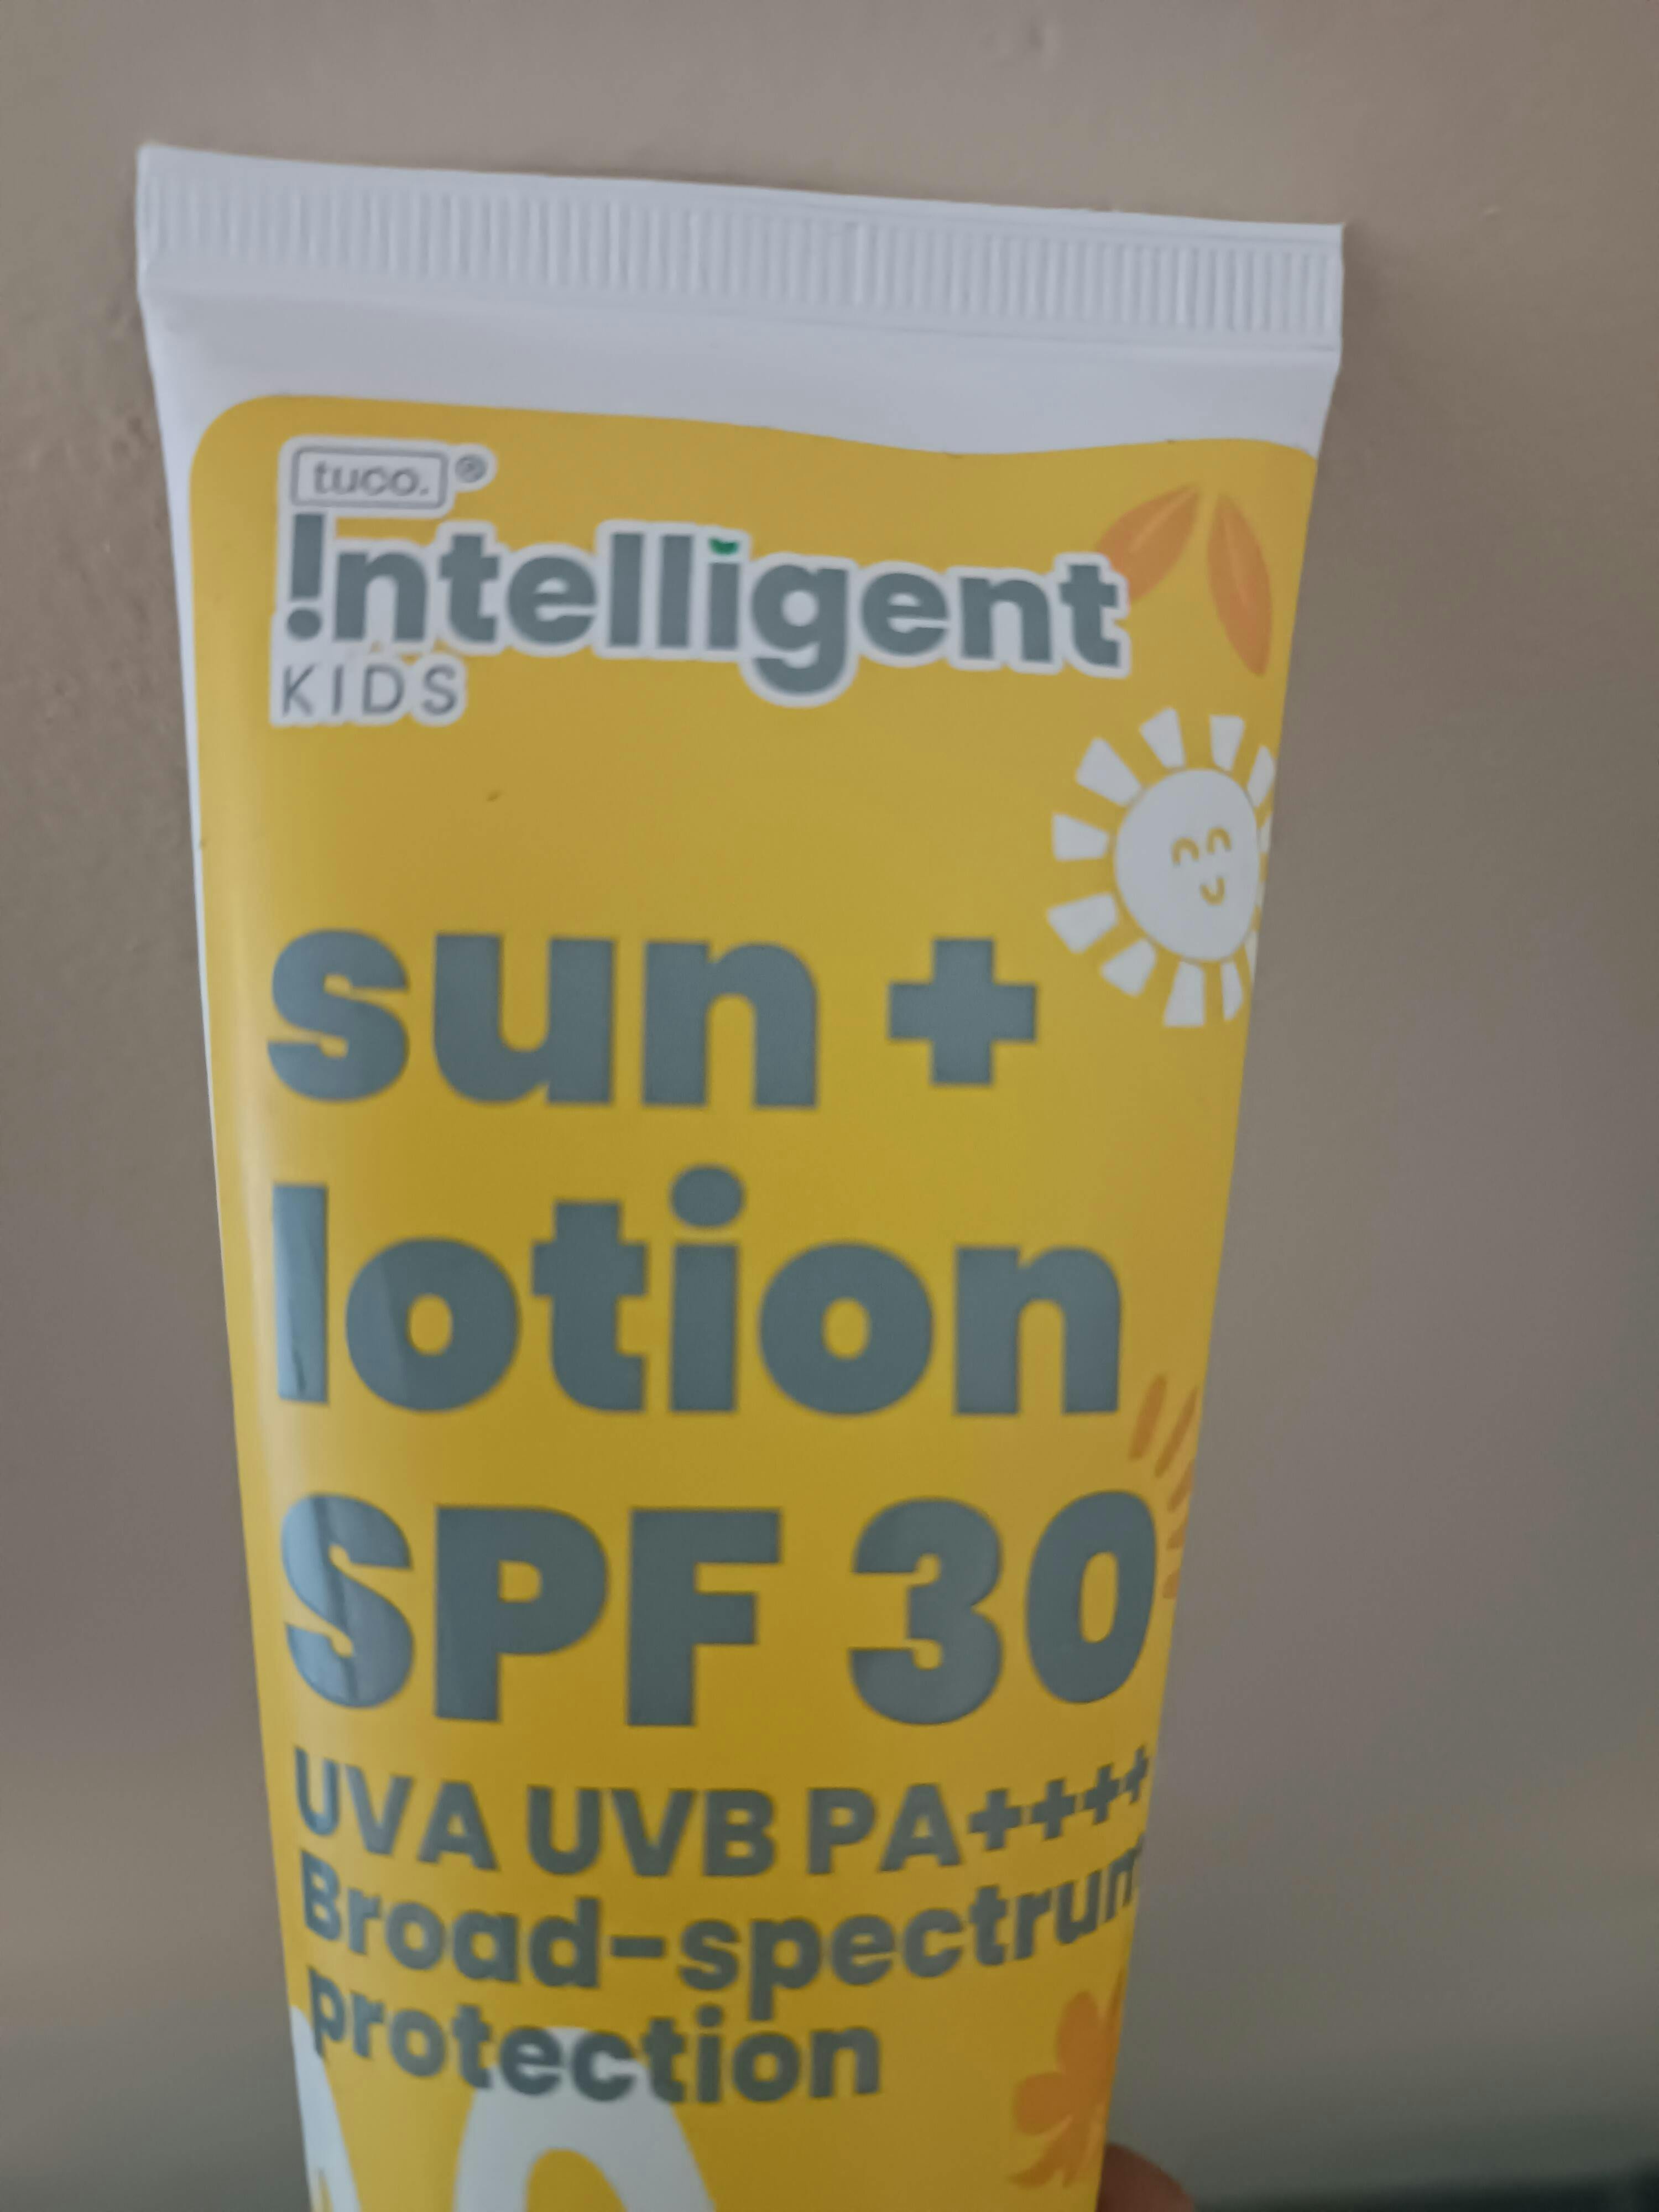 tuco.®
!ntelligent
KIDS
sun +
lotion
SPF 30
UVA UVB PA++++
Broad-spectrum
protection